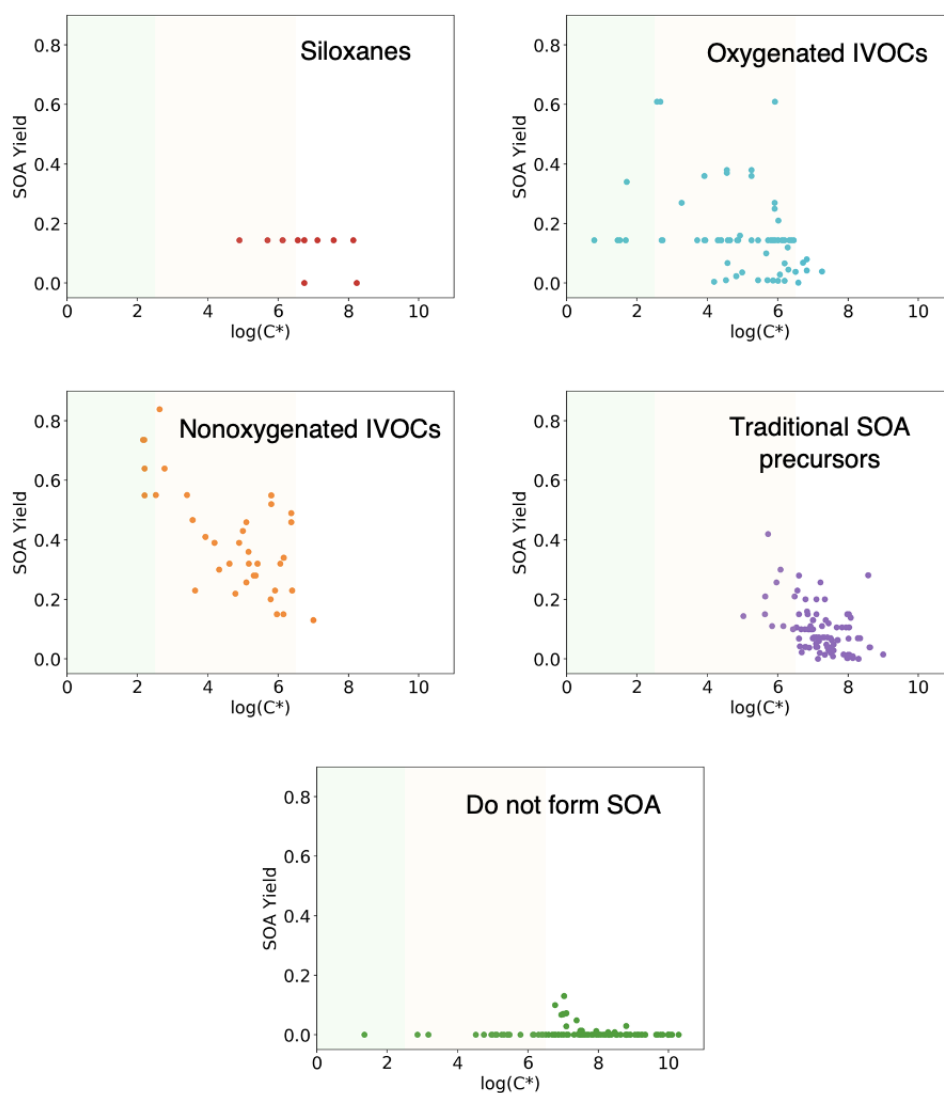 Siloxanes
SOA Yield
0.8
0.6
0.4
0.2
0.0
0 2 4 6 8 10
log(C*)
Oxygenated IVOCs
SOA Yield
0.8
0.6
0.4
0.2
0.0
0 2 4 6 8 10
log(C*)
Nonoxygenated IVOCs
SOA Yield
0.8
0.6
0.4
0.2
0.0
0 2 4 6 8 10
log(C*)
Traditional SOA
precursors
SOA Yield
0.8
0.6
0.4
0.2
0.0
0 2 4 6 8 10
log(C*)
Do not form SOA
SOA Yield
0.8
0.6
0.4
0.2
0.0
0 2 4 6 8 10
log(C*)